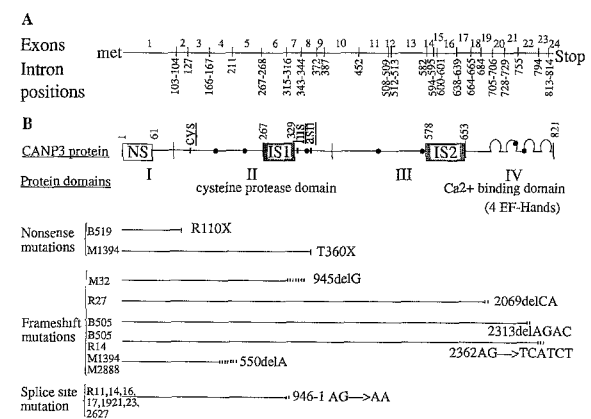 A
Exons
met
1 2 3 4 5 6 7 8 9 10 11 12 13 14 15 16 17 18 19 20 21 22 23 24
Stop
Intron
positions
103-104 127 166-167 211 267-268 315-316 343-344 372 387 452 508-509 512-513 582 594-595 600-601 638-639 664-665 684 705-706 728-729 755 794 813-814
B
1 61 cys 267 329 his asn 578 653 821
CANP3 protein
NS IS1 IS2
I II III IV
Protein domains
cysteine protease domain
Ca2+ binding domain
(4 EF-Hands)
Nonsense
mutations
B519 R110X
M1394 T360X
Frameshift
mutations
M32 945delG
R27 2069delCA
B505 2313delAGAC
B505
R14 2362AG—>TCATCT
M1394 550delA
M2888
Splice site
mutation
R11,14,16,
17,1921,23,
2627
946-1 AG—>AA